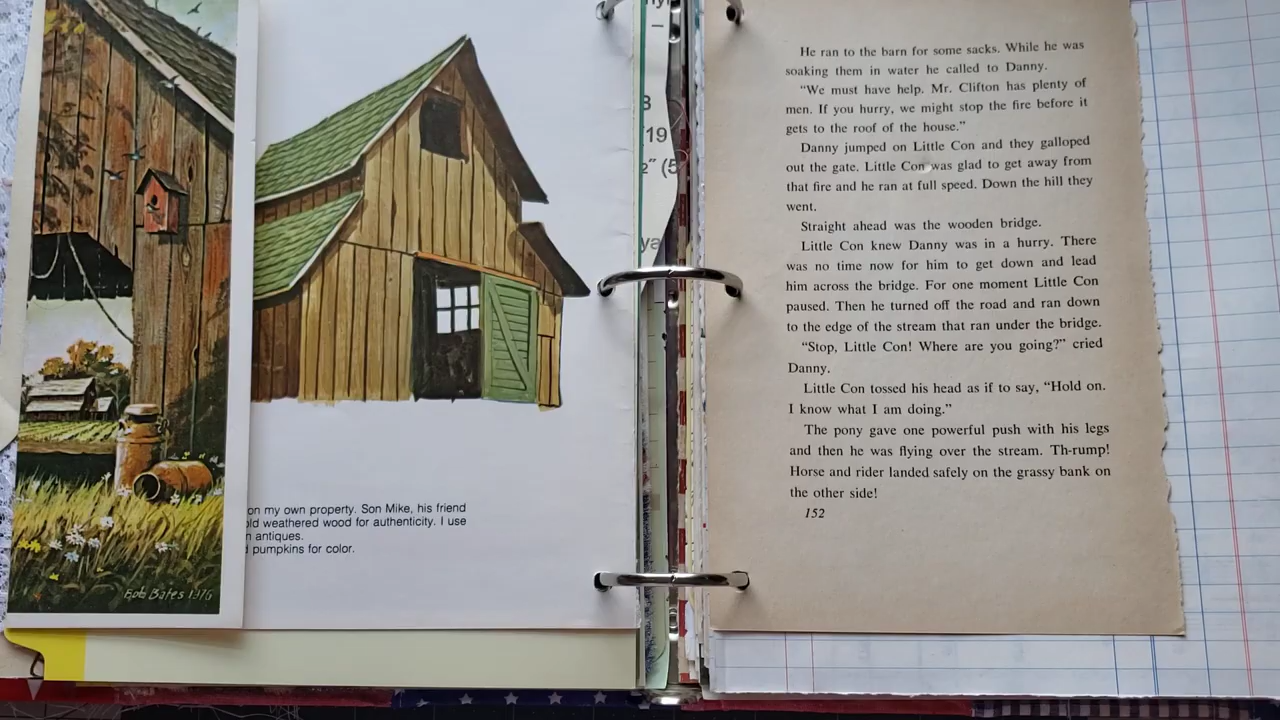 Bob Bates 1976
on my own property. Son Mike, his friend
old weathered wood for authenticity. I use
antiques.
pumpkins for color.
19
He ran to the barn for some sacks. While he was
soaking them in water he called to Danny.
“We must have help. Mr. Clifton has plenty of
men. If you hurry, we might stop the fire before it
gets to the roof of the house.”
Danny jumped on Little Con and they galloped
out the gate. Little Con was glad to get away from
that fire and he ran at full speed. Down the hill they
went.
Straight ahead was the wooden bridge.
Little Con knew Danny was in a hurry. There
was no time now for him to get down and lead
him across the bridge. For one moment Little Con
paused. Then he turned off the road and ran down
to the edge of the stream that ran under the bridge.
“Stop, Little Con! Where are you going?” cried
Danny.
Little Con tossed his head as if to say, “Hold on.
I know what I am doing.”
The pony gave one powerful push with his legs
and then he was flying over the stream. Th-rump!
Horse and rider landed safely on the grassy bank on
the other side!
152